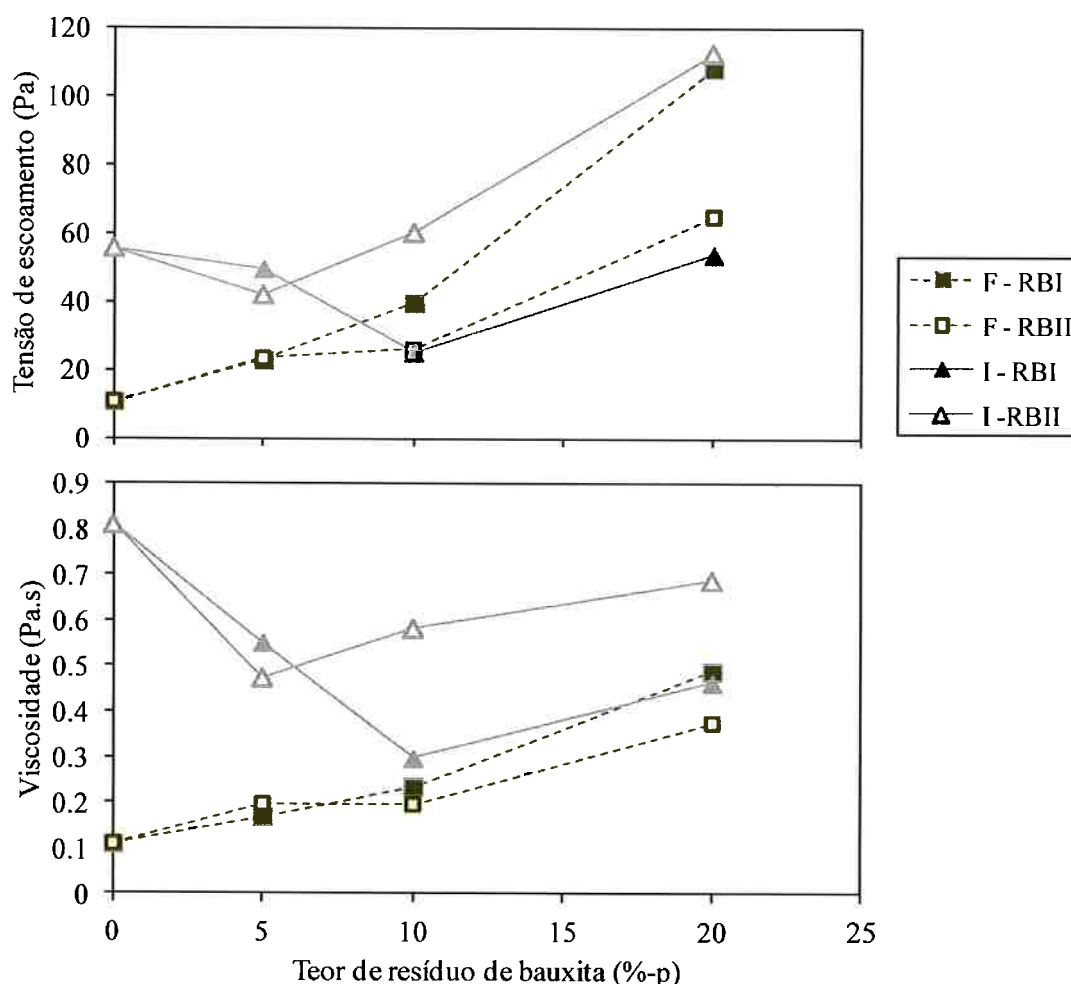 Tensão de escoamento (Pa)
120
100
80
60
40
20
0
F - RBI
F - RBII
I - RBI
I -RBII
Viscosidade (Pa.s)
0.9
0.8
0.7
0.6
0.5
0.4
0.3
0.2
0.1
0
0 5 10 15 20 25
Teor de resíduo de bauxita (%-p)